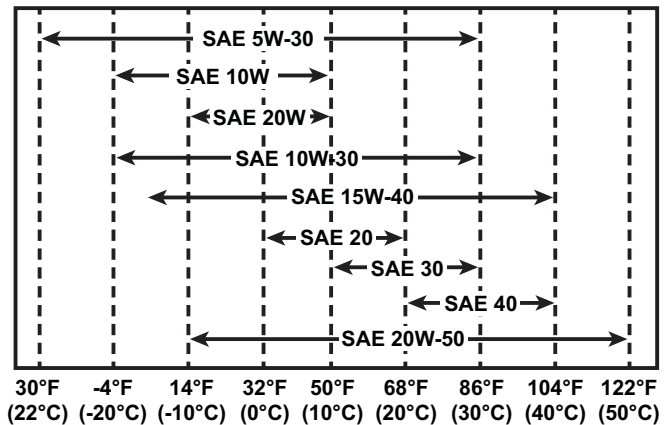 SAE 5W-30
SAE 10W
SAE 20W
SAE 10W-30
SAE 15W-40
SAE 20
SAE 30
SAE 40
SAE 20W-50
30°F -4°F 14°F 32°F 50°F 68°F 86°F 104°F 122°F
(22°C) (-20°C) (-10°C) (0°C) (10°C) (20°C) (30°C) (40°C) (50°C)